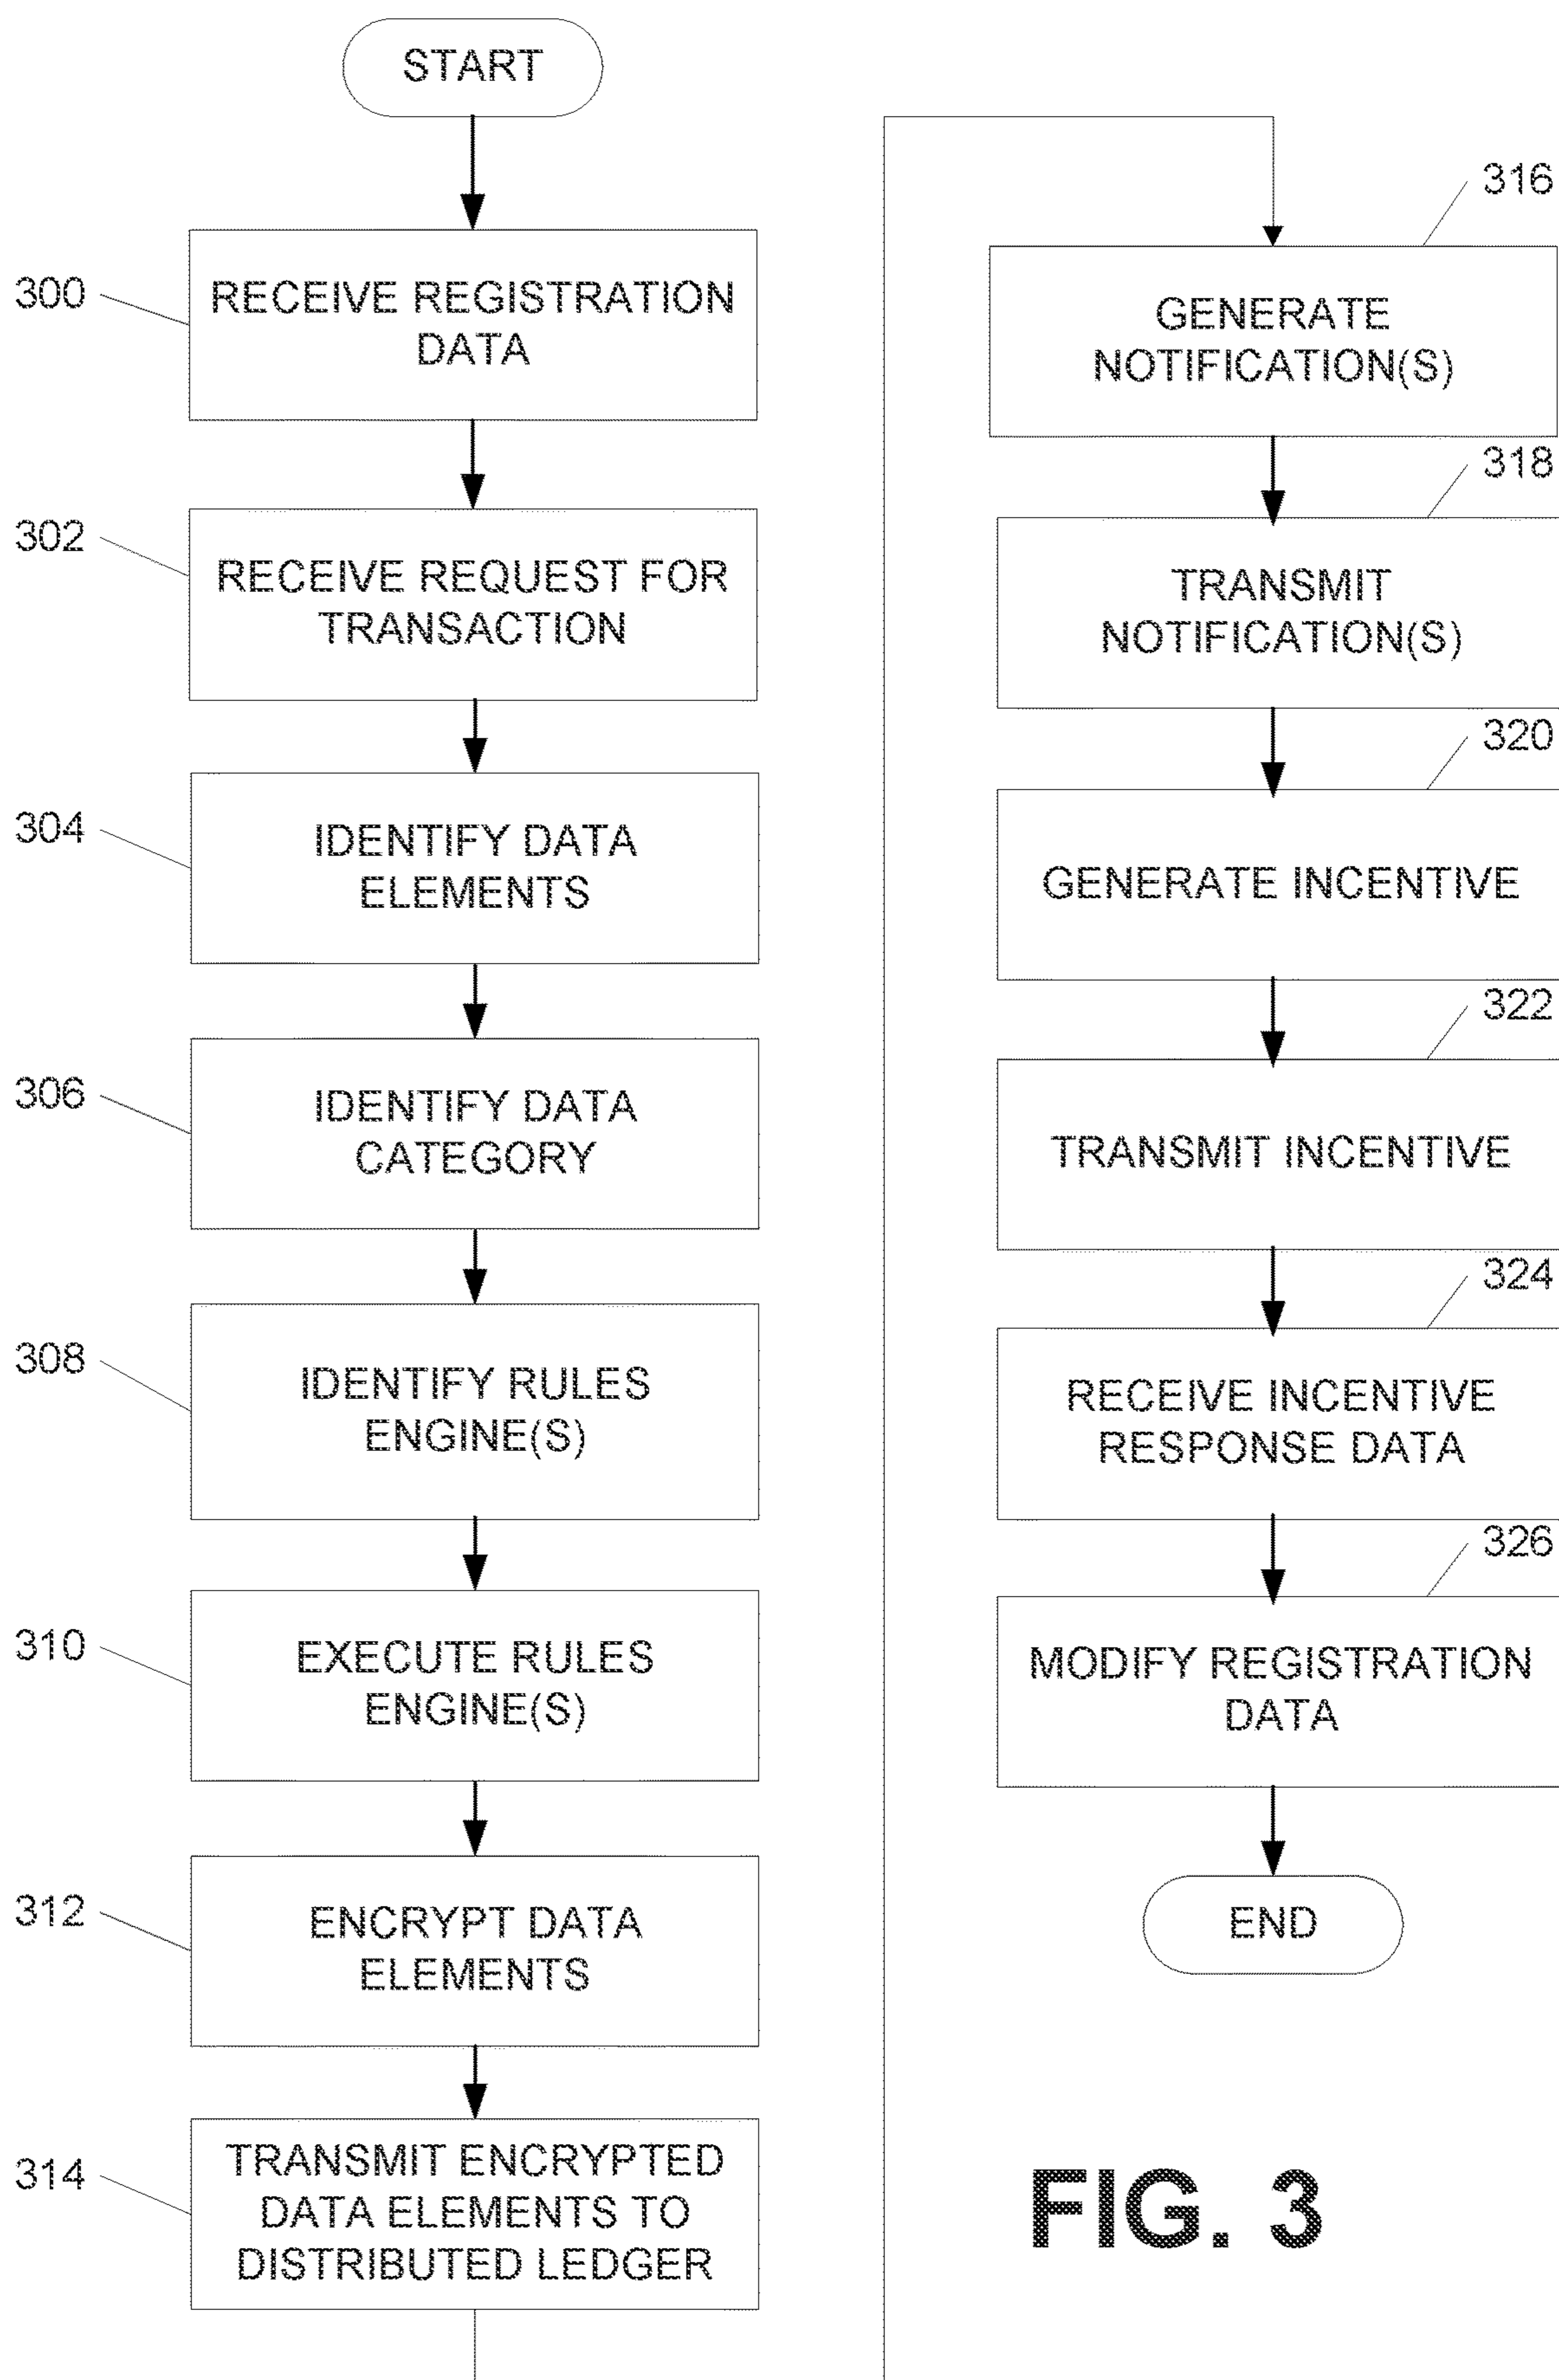 START
300
RECEIVE REGISTRATION
DATA
302
RECEIVE REQUEST FOR
TRANSACTION
304
IDENTIFY DATA
ELEMENTS
306
IDENTIFY DATA
CATEGORY
308
IDENTIFY RULES
ENGINE(S)
310
EXECUTE RULES
ENGINE(S)
312
ENCRYPT DATA
ELEMENTS
314
TRANSMIT ENCRYPTED
DATA ELEMENTS TO
DISTRIBUTED LEDGER
316
GENERATE
NOTIFICATION(S)
318
TRANSMIT
NOTIFICATION(S)
320
GENERATE INCENTIVE
322
TRANSMIT INCENTIVE
324
RECEIVE INCENTIVE
RESPONSE DATA
326
MODIFY REGISTRATION
DATA
END
FIG. 3